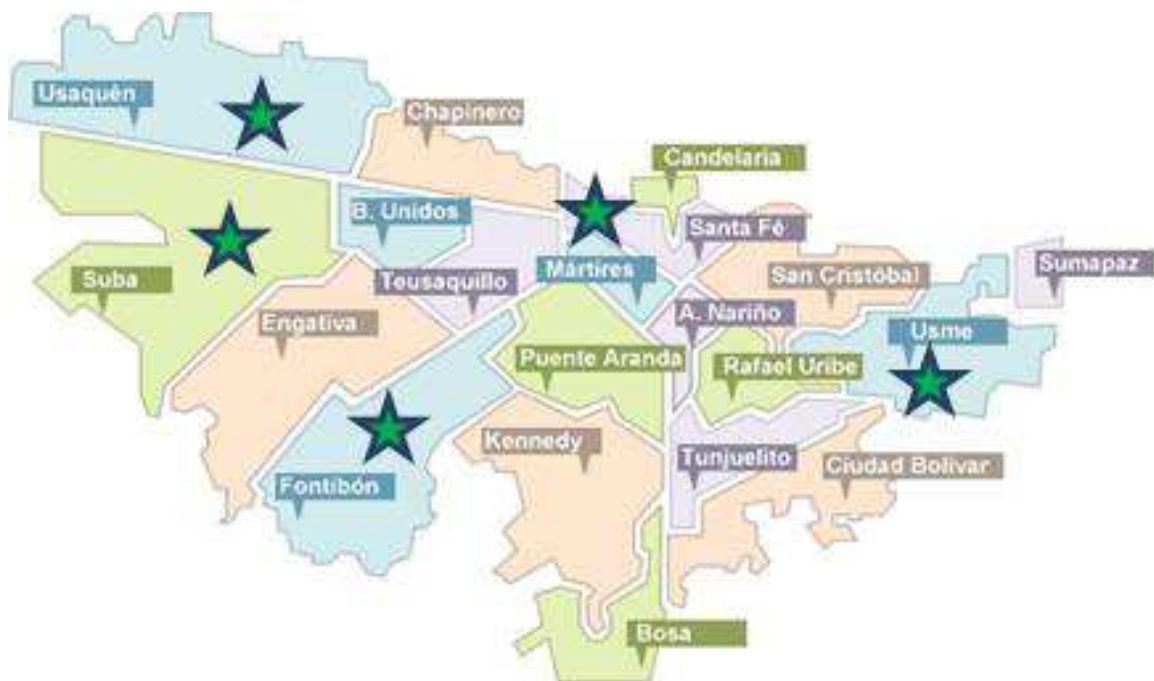 Usaquén
Chapinero
Candelaria
B. Unidos
Santa Fé
Suba
Teusaquillo
Mártires
San Cristóbal
Sumapaz
Engativa
A. Nariño
Usme
Puente Aranda
Rafael Uribe
Kennedy
Tunjuelito
Ciudad Bolivar
Fontibón
Bosa